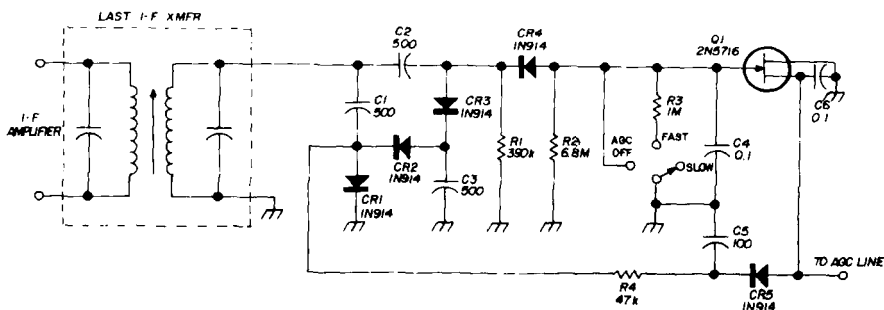 LAST I-F XMFR
I-F
AMPLIFIER
C1
500
C2
500
CR3
1N914
CR2
1N914
CR1
1N914
C3
500
CR4
1N914
R1
390k
R2
6.8M
AGC
OFF
R3
1M
FAST
SLOW
C4
0.1
C5
100
Q1
2N5716
C6
0.1
R4
47k
CR5
1N914
TO AGC LINE